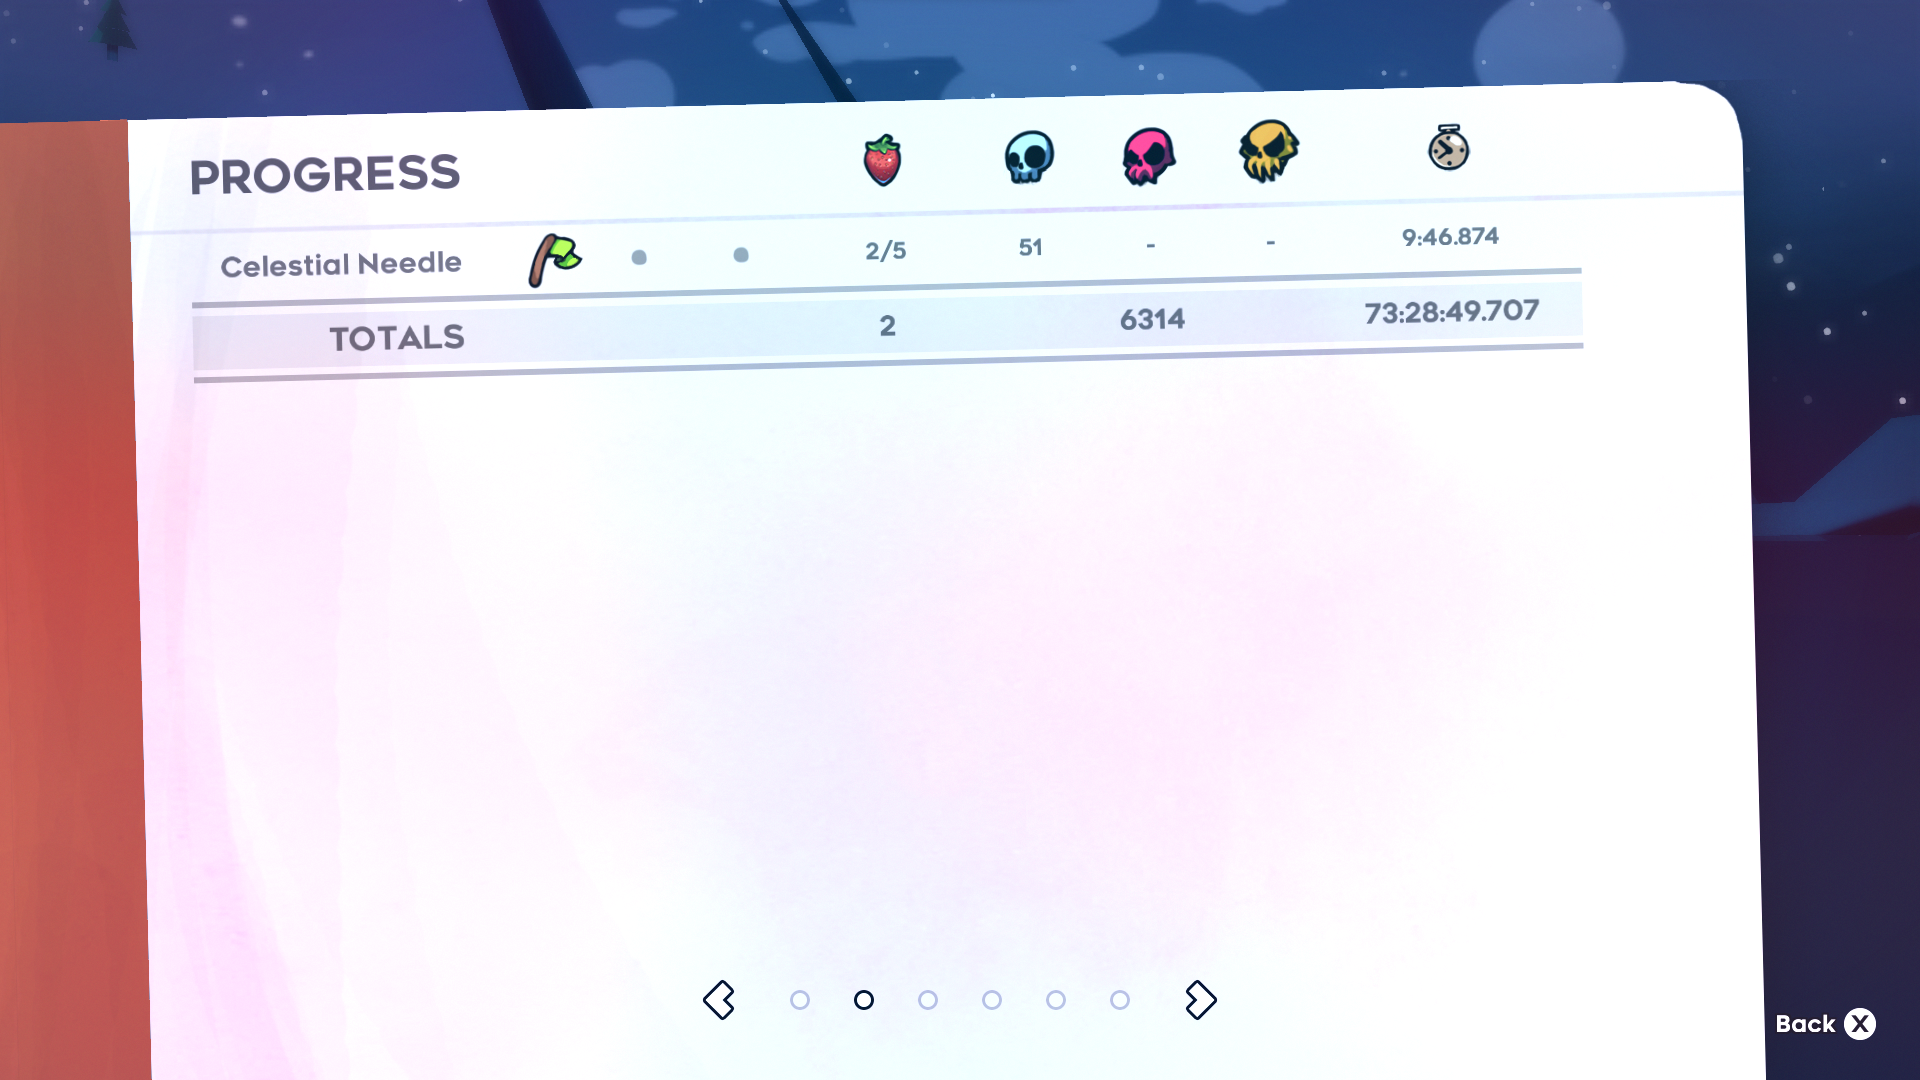 PROGRESS
Celestial Needle 2/5 51 - - 9:46.874
TOTALS 2 6314 73:28:49.707
Back X